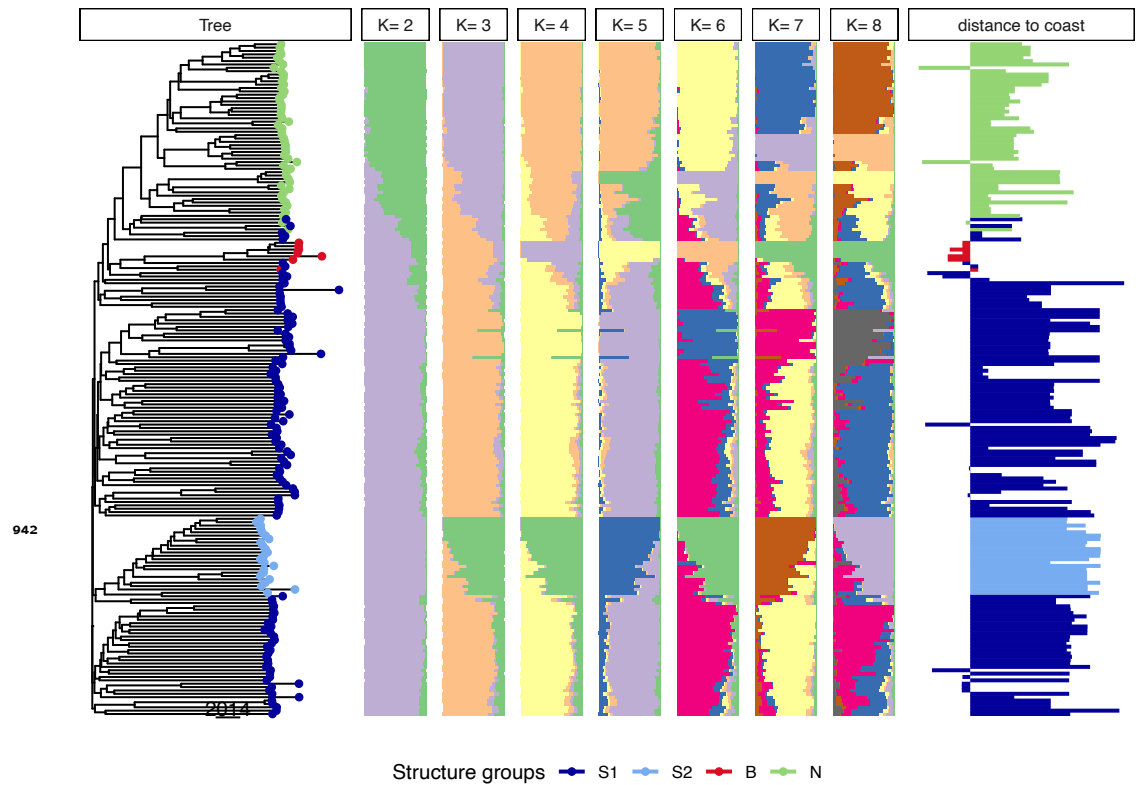 Tree K= 2 K= 3 K= 4 K= 5 K= 6 K= 7 K= 8 distance to coast
942
2014
Structure groups S1 S2 B N